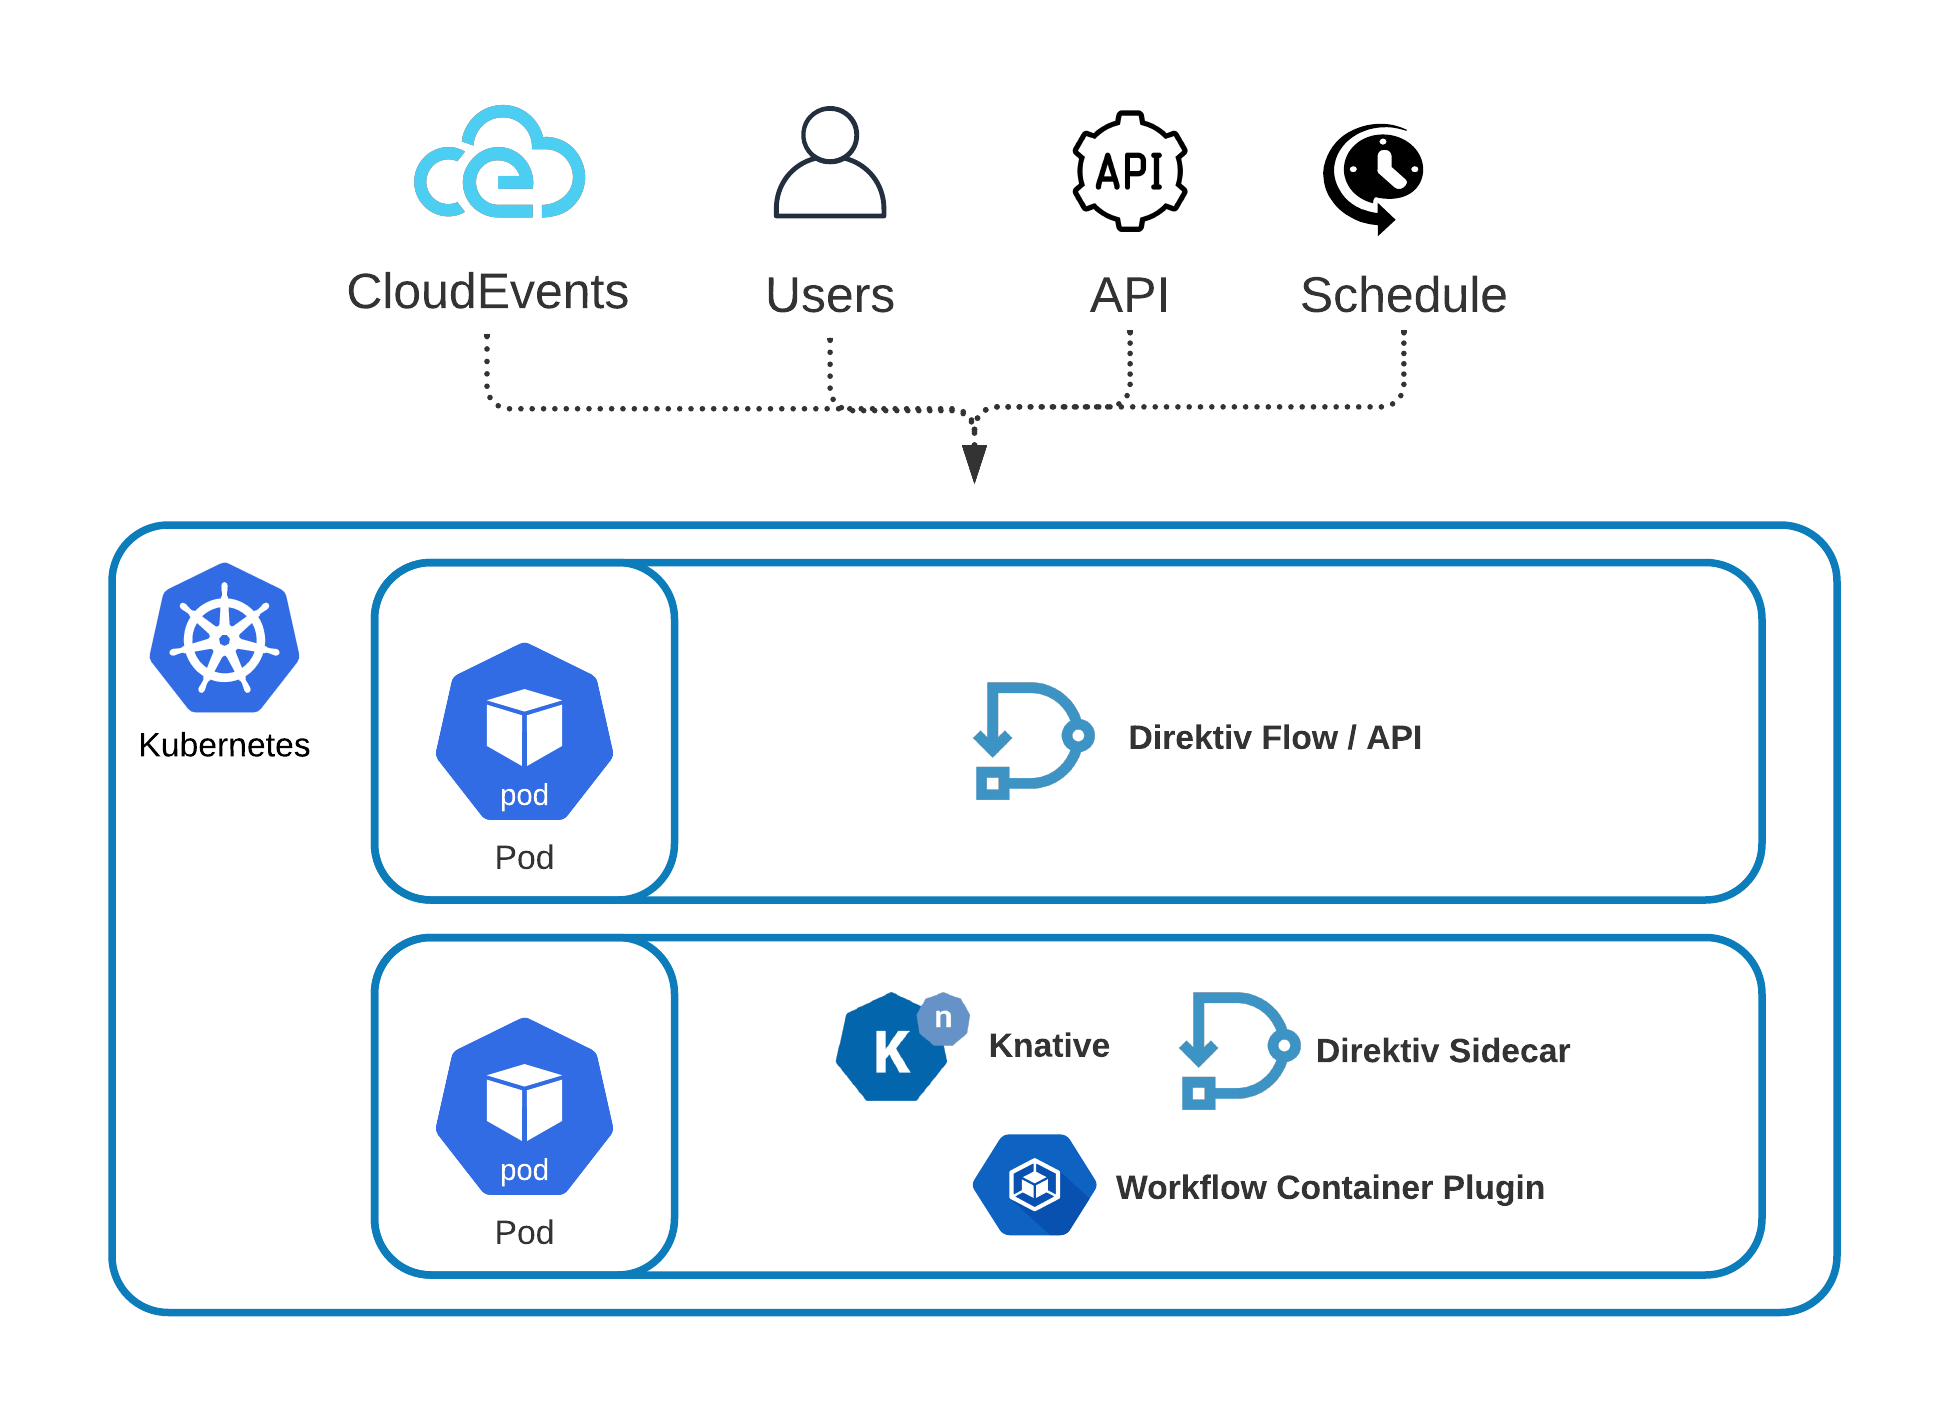 API
CloudEvents
Users
API
Schedule
Kubernetes
pod
Pod
Direktiv Flow / API
pod
Pod
K
n
Knative
Direktiv Sidecar
Workflow Container Plugin